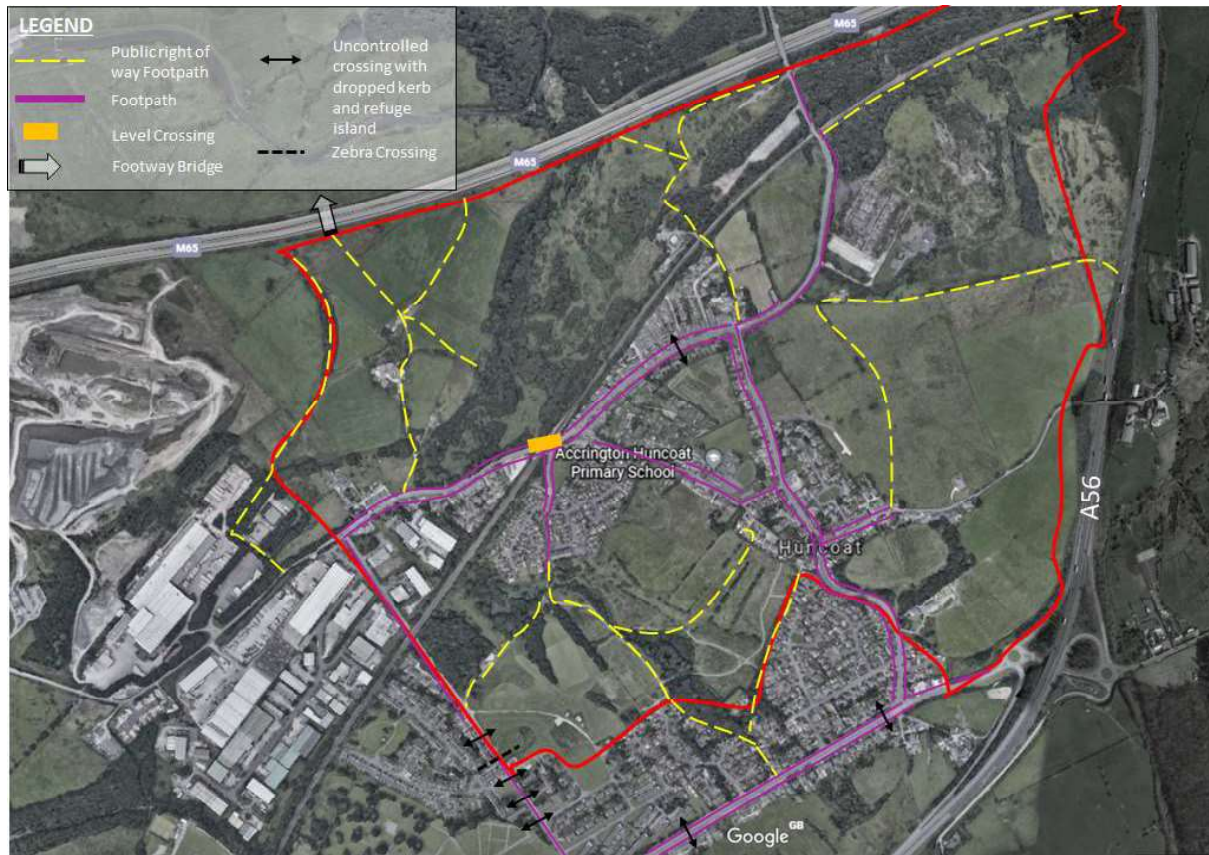 LEGEND
Public right of
way Footpath
Footpath
Level Crossing
Footway Bridge
Uncontrolled
crossing with
dropped kerb
and refuge
island
Zebra Crossing
M65
M65
M65
M65
Accrington Huncoat
Primary School
Huncoat
A56
Google GB